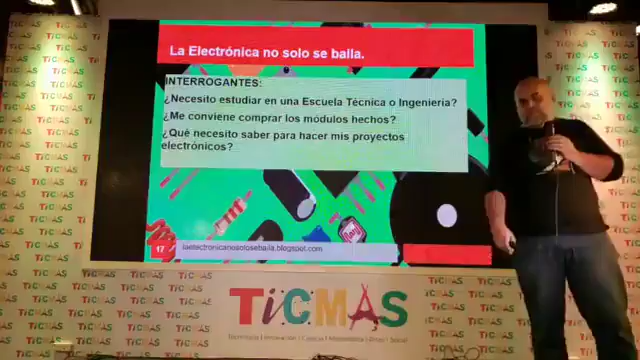 La Electrónica no solo se baila.
INTERROGANTES:
¿Necesito estudiar en una Escuela Técnica o Ingeniería?
¿Me conviene comprar los módulos hechos?
¿Qué necesito saber para hacer mis proyectos
electrónicos?
17
laelectronicanosolosebaila.blogspot.com
TiCMAS